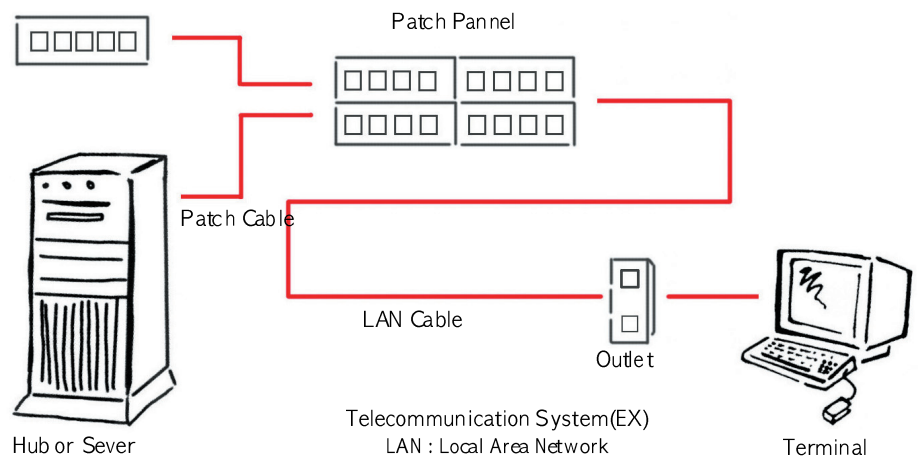 Patch Pannel
Patch Cable
LAN Cable
Outlet
Telecommunication System(EX)
LAN : Local Area Network
Hub or Sever
Terminal